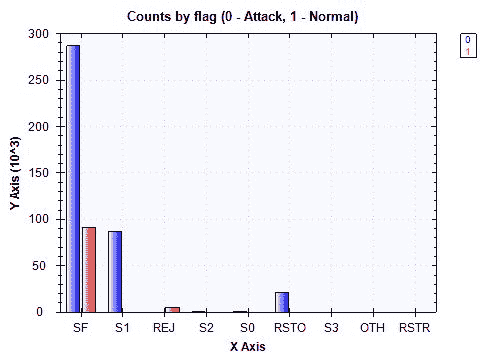 Counts by flag (0 - Attack, 1 - Normal)
0
1
Y Axis (10^3)
300
250
200
150
100
50
0
SF S1 REJ S2 S0 RSTO S3 OTH RSTR
X Axis